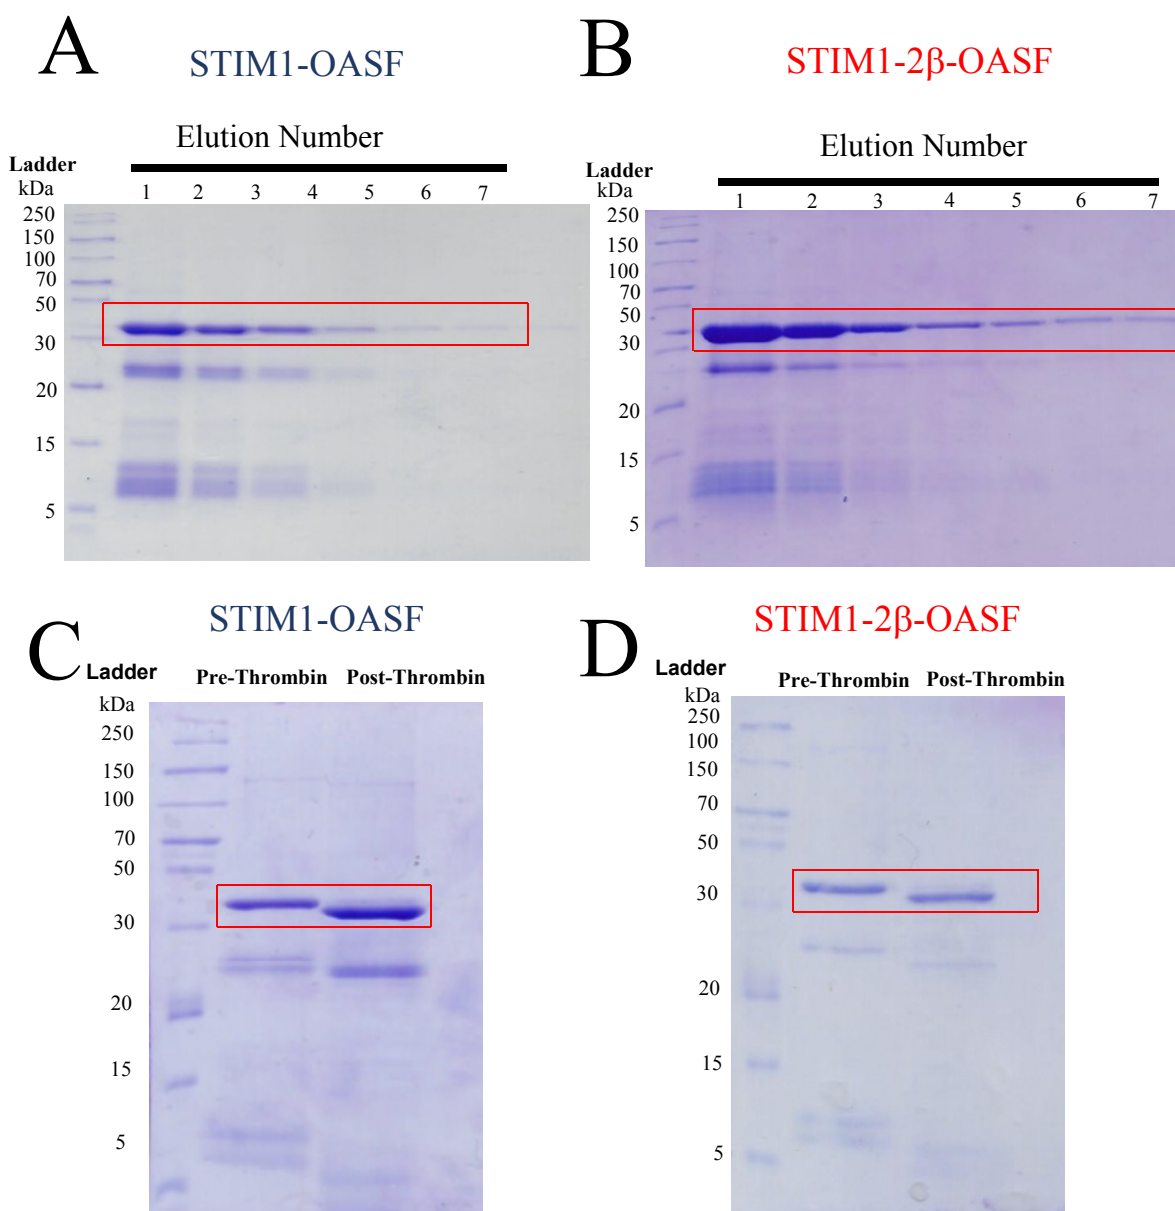 A
STIM1-OASF
Elution Number
Ladder
kDa
1 2 3 4 5 6 7
250
150
100
70
50
30
20
15
5
B
STIM1-2β-OASF
Elution Number
Ladder
kDa
1 2 3 4 5 6 7
250
150
100
70
50
30
20
15
5
C
STIM1-OASF
Ladder
Pre-Thrombin Post-Thrombin
kDa
250
150
100
70
50
30
20
15
5
D
STIM1-2β-OASF
Ladder
Pre-Thrombin Post-Thrombin
kDa
250
100
150
70
50
30
20
15
5